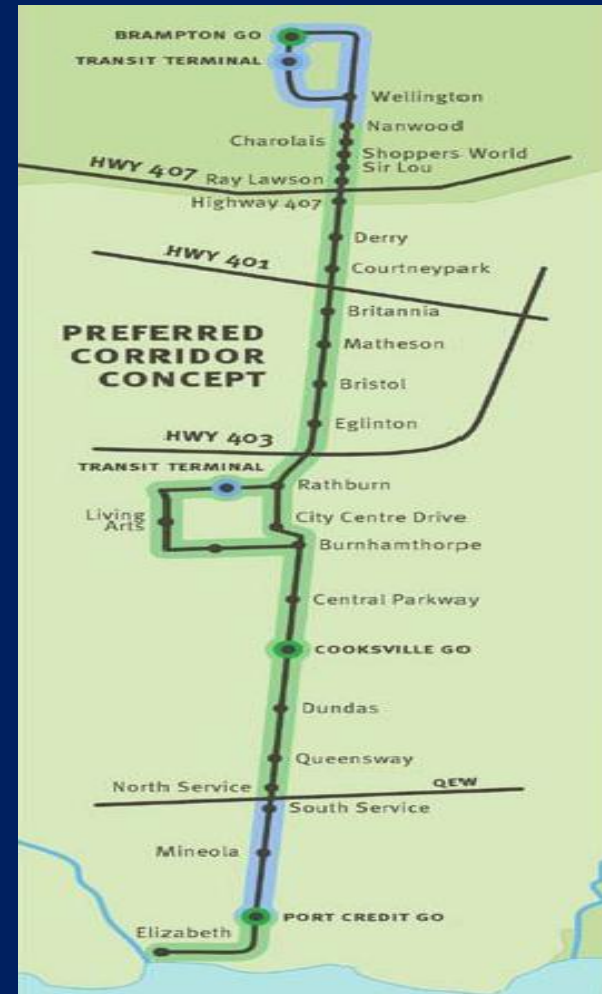 BRAMPTON GO
TRANSIT TERMINAL
Wellington
Nanwood
Charolais
Shoppers World
Sir Lou
HWY 407
Ray Lawson
Highway 407
Derry
HWY 401
Courtneypark
Britannia
PREFERRED
CORRIDOR
CONCEPT
Matheson
Bristol
Eglinton
HWY 403
TRANSIT TERMINAL
Rathburn
Living
Arts
City Centre Drive
Burnhamthorpe
Central Parkway
COOKSVILLE GO
Dundas
Queensway
North Service
QEW
South Service
Mineola
PORT CREDIT GO
Elizabeth